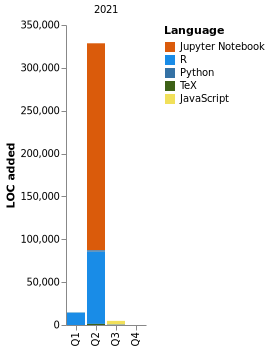 2021
350,000
300,000
250,000
200,000
150,000
100,000
50,000
0
LOC added
Q1
Q2
Q3
Q4
Language
Jupyter Notebook
R
Python
TeX
JavaScript